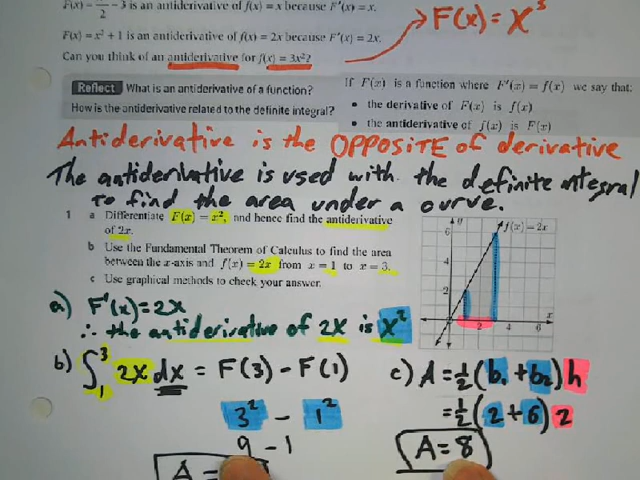 F(x) = x²/2 − 3 is an antiderivative of f(x) = x because F′(x) = x.
F(x) = x² + 1 is an antiderivative of f(x) = 2x because F′(x) = 2x.
Can you think of an antiderivative for f(x) = 3x²?
F(x) = x³
Reflect What is an antiderivative of a function?
How is the antiderivative related to the definite integral?
If F(x) is a function where F′(x) = f(x) we say that:
• the derivative of F(x) is f(x)
• the antiderivative of f(x) is F(x)
Antiderivative is the OPPOSITE of derivative
The antiderivative is used with the definite integral
to find the area under a curve.
1 a Differentiate F(x) = x², and hence find the antiderivative
of 2x.
b Use the Fundamental Theorem of Calculus to find the area
between the x-axis and f(x) = 2x from x = 1 to x = 3.
c Use graphical methods to check your answer.
y
f(x) = 2x
6
4
2
0 2 4 6 x
a) F'(x) = 2x
∴ the antiderivative of 2x is x²
b) ∫₁³ 2x dx = F(3) - F(1)
3² - 1²
9 - 1
A =
c) A = ½(b₁ + b₂)h
= ½(2 + 6)2
A = 8